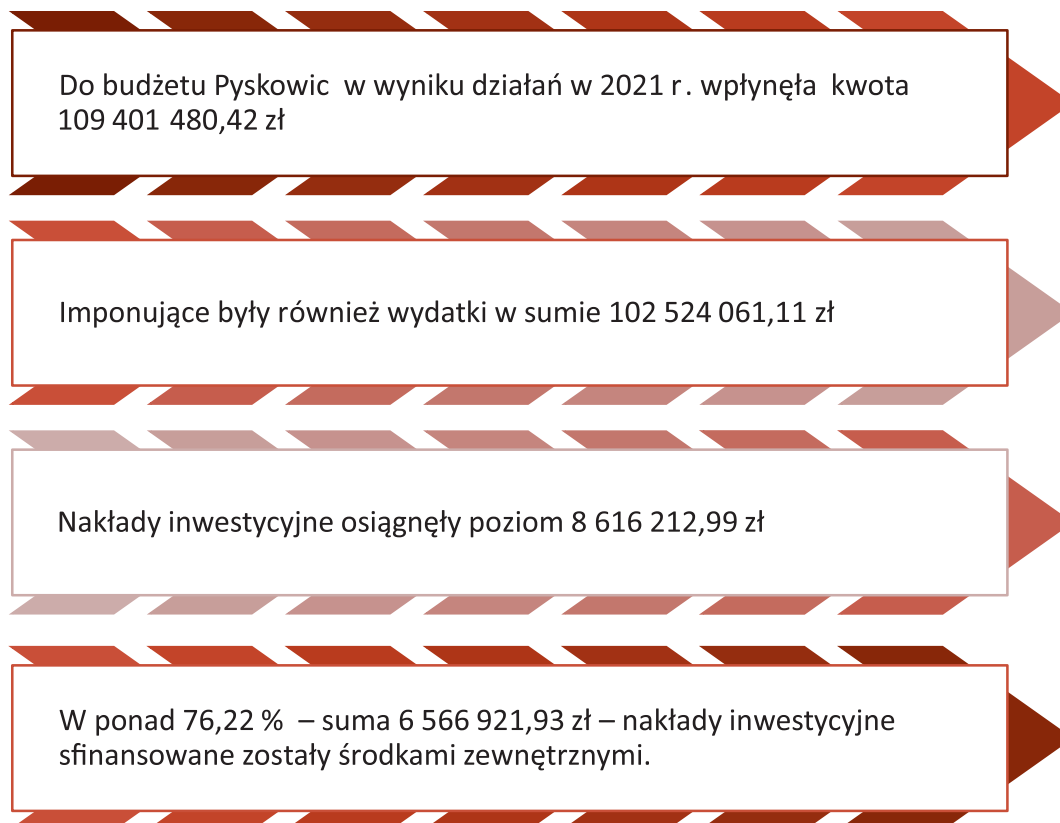 Do budżetu Pyskowic w wyniku działań w 2021 r. wpłynęła kwota
109 401 480,42 zł
Imponujące były również wydatki w sumie 102 524 061,11 zł
Nakłady inwestycyjne osiągnęły poziom 8 616 212,99 zł
W ponad 76,22 % – suma 6 566 921,93 zł – nakłady inwestycyjne
sfinansowane zostały środkami zewnętrznymi.